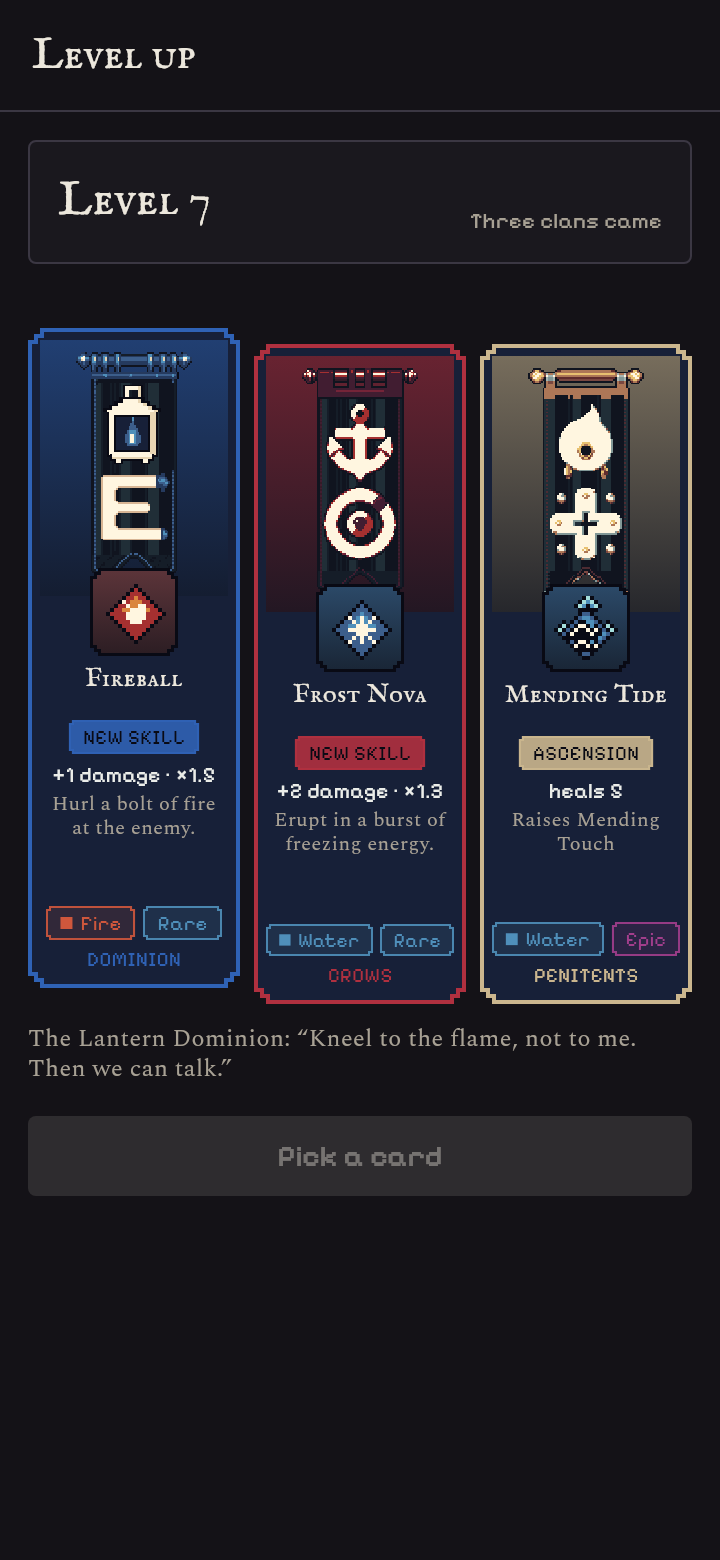 Level up
Level 7
Three clans came
E
Fireball
NEW SKILL
+1 damage · ×1.8
Hurl a bolt of fire
at the enemy.
Fire
Rare
DOMINION
Frost Nova
NEW SKILL
+2 damage · ×1.3
Erupt in a burst of
freezing energy.
Water
Rare
CROWS
Mending Tide
ASCENSION
heals 8
Raises Mending
Touch
Water
Epic
PENITENTS
The Lantern Dominion: “Kneel to the flame, not to me.
Then we can talk.”
Pick a card